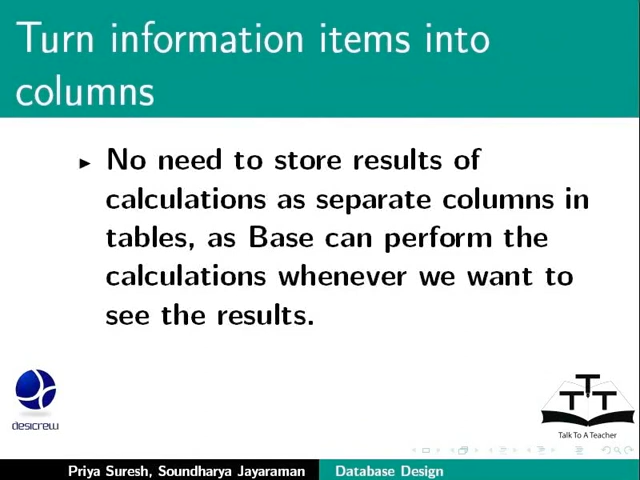 Turn information items into
columns
No need to store results of
calculations as separate columns in
tables, as Base can perform the
calculations whenever we want to
see the results.
desicrew
T T T
Talk To A Teacher
Priya Suresh, Soundharya Jayaraman
Database Design